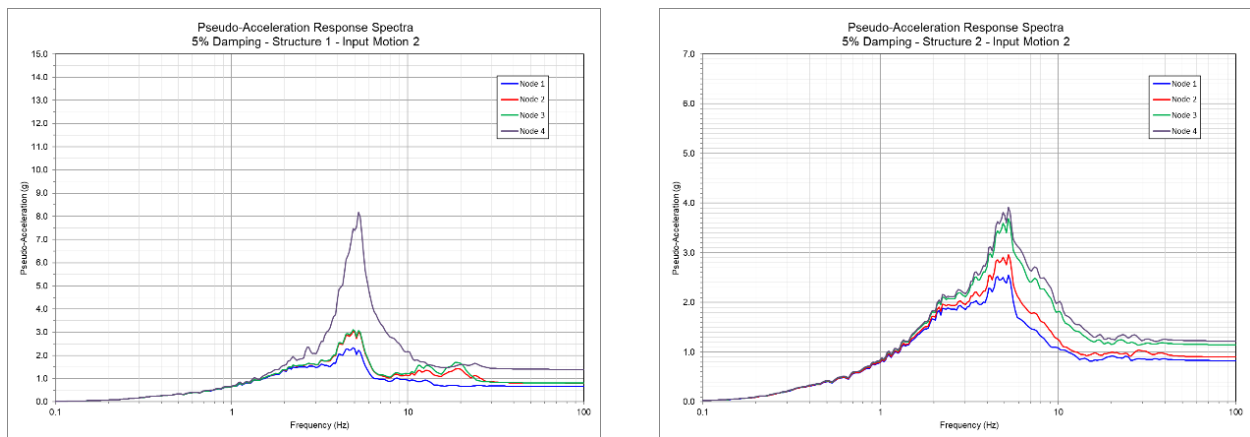 Pseudo-Acceleration Response Spectra
5% Damping - Structure 1 - Input Motion 2
15.0
14.0
13.0
12.0
11.0
10.0
9.0
8.0
7.0
6.0
5.0
4.0
3.0
2.0
1.0
0.0
Pseudo-Acceleration (g)
Node 1
Node 2
Node 3
Node 4
0.1
1
10
100
Frequency (Hz)
Pseudo-Acceleration Response Spectra
5% Damping - Structure 2 - Input Motion 2
7.0
6.0
5.0
4.0
3.0
2.0
1.0
0.0
Pseudo-Acceleration (g)
Node 1
Node 2
Node 3
Node 4
0.1
1
10
100
Frequency (Hz)